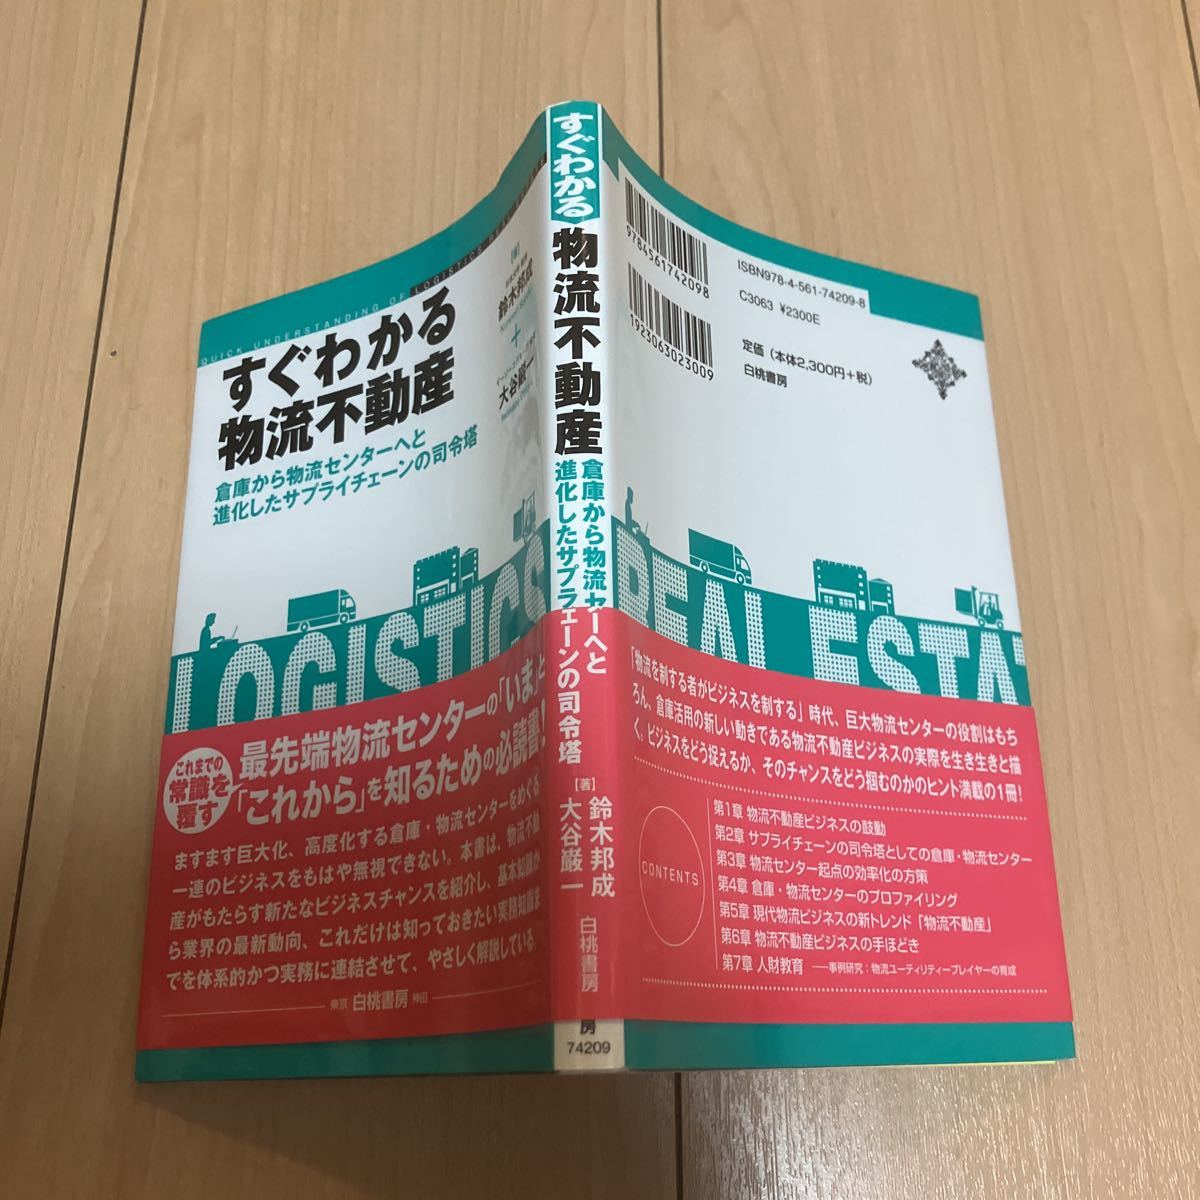 QUICK UNDERSTANDING OF LOGISTICS REAL ESTATE
すぐわかる
物流不動産
倉庫から物流センターへと
進化したサプライチェーンの司令塔
[著]
鈴木邦成
+
大谷巌一
LOGISTICS
これまでの
常識を
覆す
最先端物流センターの「いま」と
「これから」を知るための必読書!
ますます巨大化、高度化する倉庫・物流センターをめぐる
一連のビジネスをもはや無視できない。本書は、物流不動
産がもたらす新たなビジネスチャンスを紹介し、基本知識か
ら業界の最新動向、これだけは知っておきたい実務知識ま
でを体系的かつ実務に連結させて、やさしく解説している。
東京 白桃書房 神田
すぐわかる
物流不動産
倉庫から物流センターへと
進化したサプライチェーンの司令塔
[著]
鈴木邦成
大谷巌一
白桃書房
房
74209
9784561742098
1923063023009
ISBN978-4-561-74209-8
C3063 ¥2300E
定価(本体2,300円+税)
白桃書房
REAL ESTA
「物流を制する者がビジネスを制する」時代、巨大物流センターの役割はもち
ろん、倉庫活用の新しい動きである物流不動産ビジネスの実際を生き生きと描
く。ビジネスをどう捉えるか、そのチャンスをどう掴むのかのヒント満載の1冊!
CONTENTS
第1章 物流不動産ビジネスの鼓動
第2章 サプライチェーンの司令塔としての倉庫・物流センター
第3章 物流センター起点の効率化の方策
第4章 倉庫・物流センターのプロファイリング
第5章 現代物流ビジネスの新トレンド「物流不動産」
第6章 物流不動産ビジネスの手ほどき
第7章 人財教育 ――事例研究:物流ユーティリティープレイヤーの育成